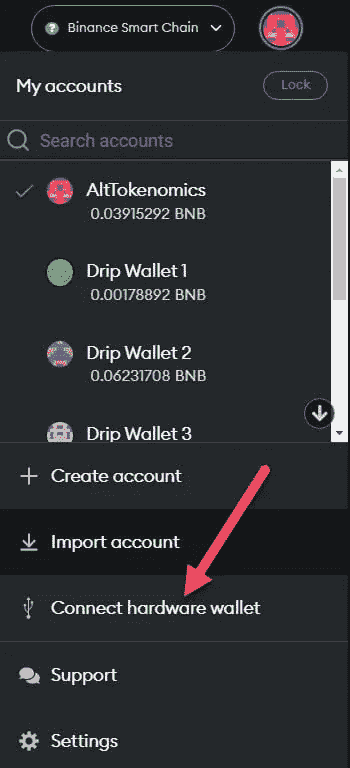 Binance Smart Chain
My accounts
Lock
Search accounts
AltTokenomics
0.03915292 BNB
Drip Wallet 1
0.00178892 BNB
Drip Wallet 2
0.06231708 BNB
Drip Wallet 3
Create account
Import account
Connect hardware wallet
Support
Settings